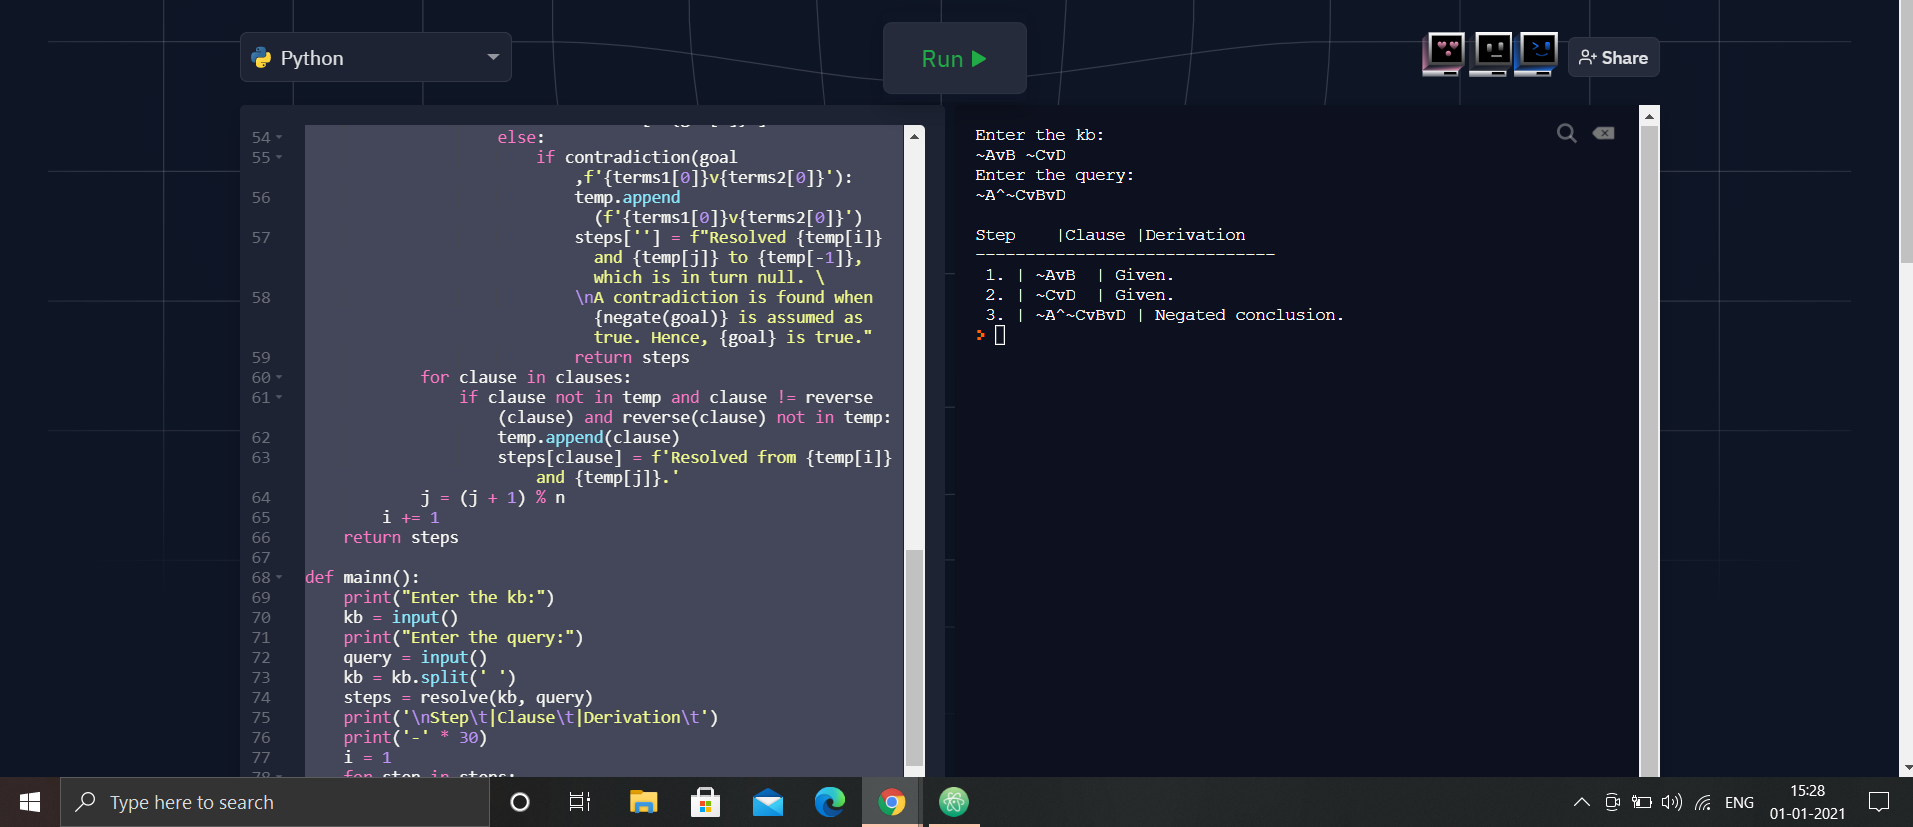 Python
Run
Share
54
else:
55
if contradiction(goal
,f'{terms1[0]}v{terms2[0]}'):
56
temp.append
(f'{terms1[0]}v{terms2[0]}')
57
steps[''] = f"Resolved {temp[i]}
and {temp[j]} to {temp[-1]},
which is in turn null. \
58
\nA contradiction is found when
{negate(goal)} is assumed as
true. Hence, {goal} is true."
59
return steps
60
for clause in clauses:
61
if clause not in temp and clause != reverse
(clause) and reverse(clause) not in temp:
62
temp.append(clause)
63
steps[clause] = f'Resolved from {temp[i]}
and {temp[j]}.'
64
j = (j + 1) % n
65
i += 1
66
return steps
67
68
def mainn():
69
print("Enter the kb:")
70
kb = input()
71
print("Enter the query:")
72
query = input()
73
kb = kb.split(' ')
74
steps = resolve(kb, query)
75
print('\nStep\t|Clause\t|Derivation\t')
76
print('-' * 30)
77
i = 1
78
for step in steps:
Enter the kb:
~AvB ~CvD
Enter the query:
~A^~CvBvD
Step |Clause |Derivation
------------------------------
1. | ~AvB | Given.
2. | ~CvD | Given.
3. | ~A^~CvBvD | Negated conclusion.
>
Type here to search
ENG
15:28
01-01-2021